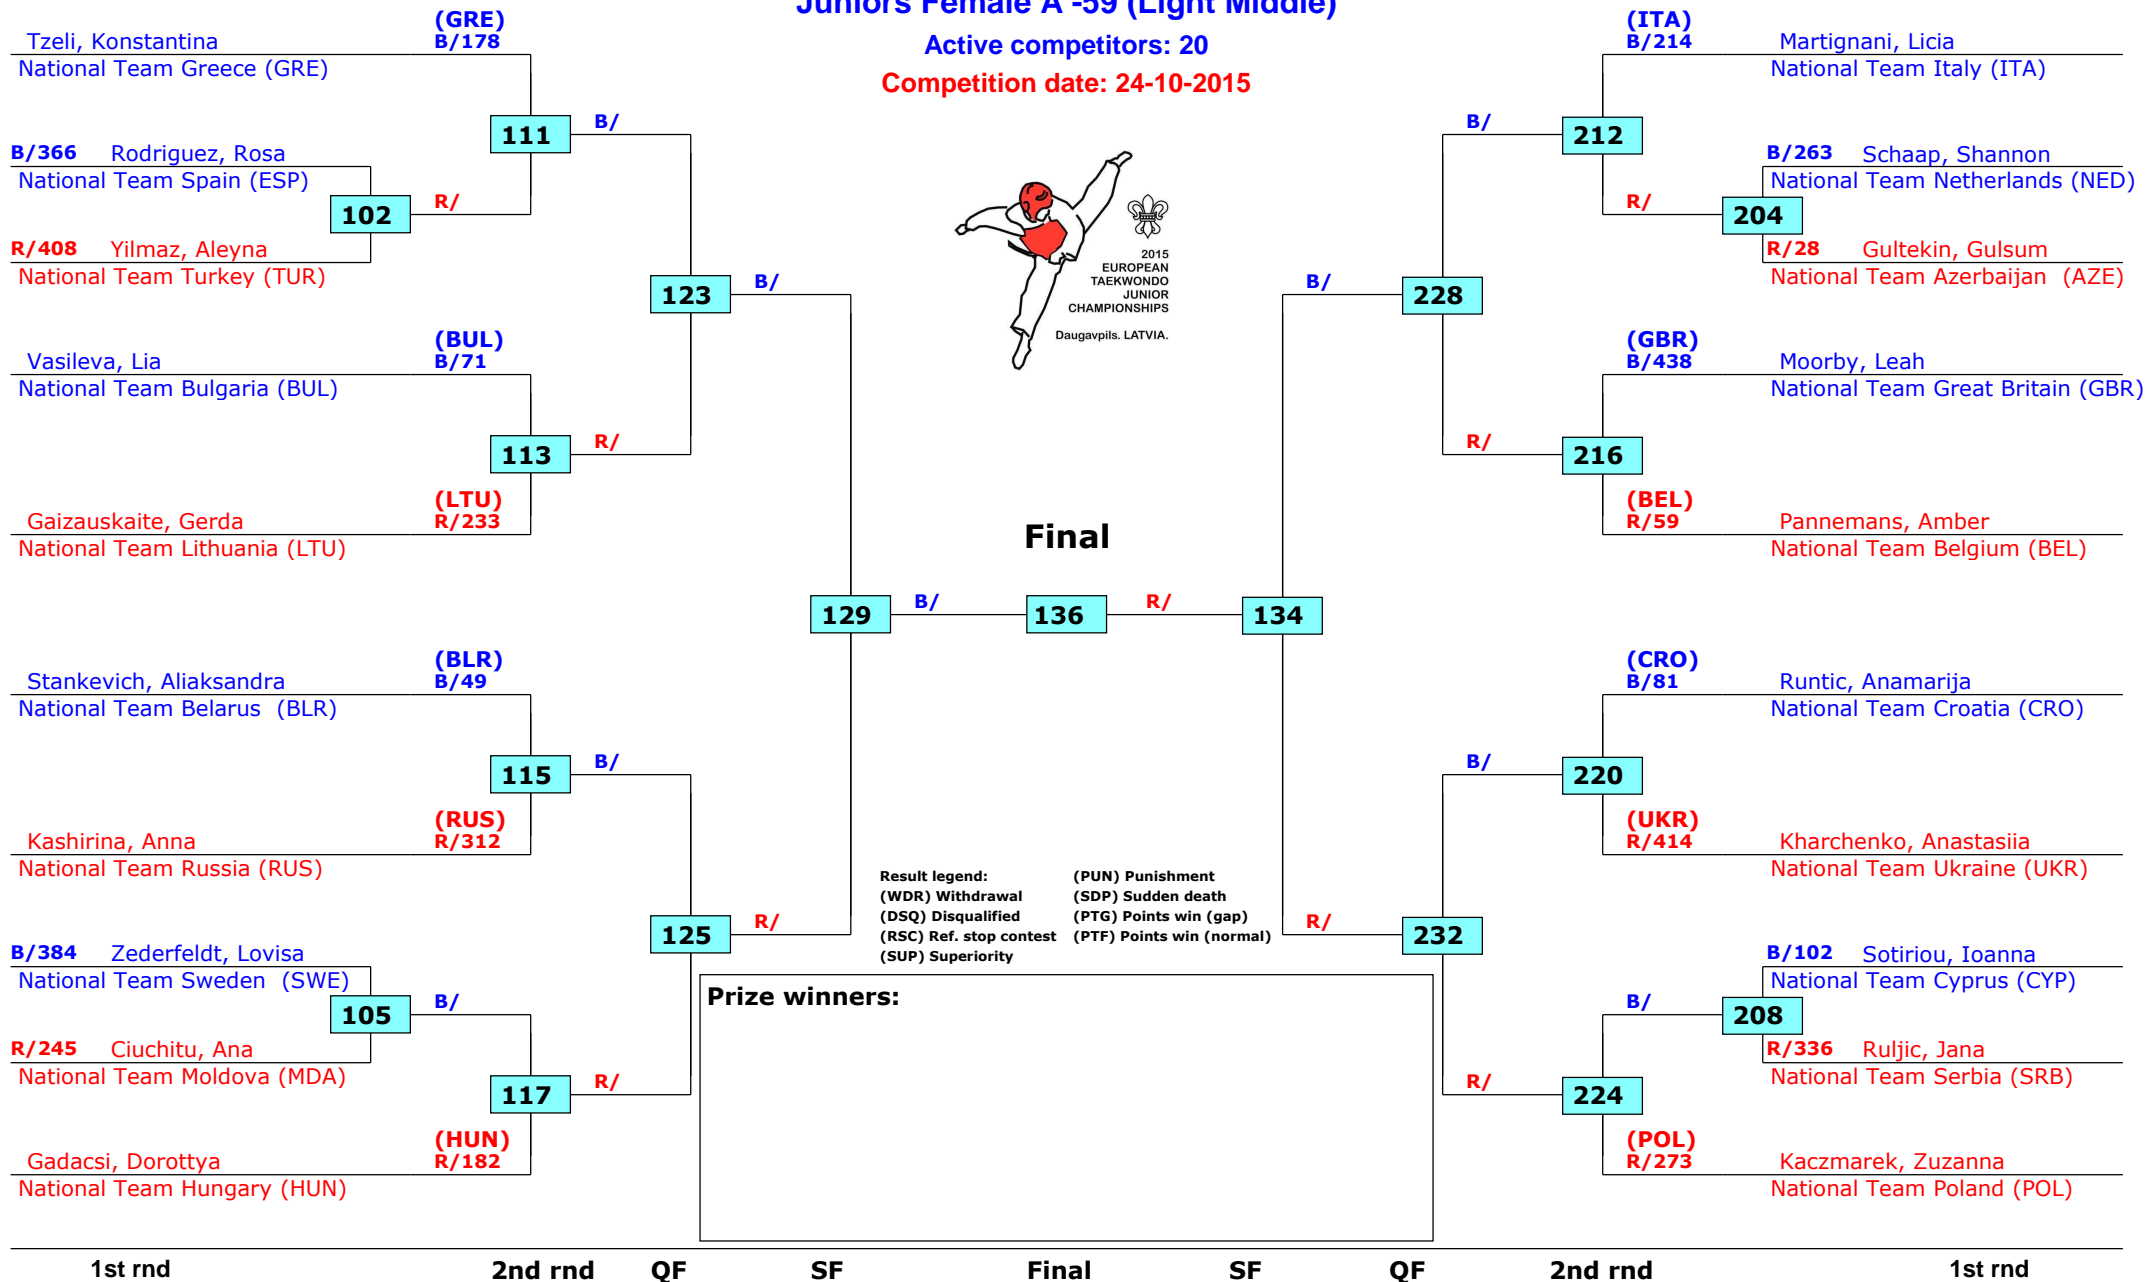 Juniors Female A -59 (Light Middle)
Active competitors: 20
Competition date: 24-10-2015
(GRE)
Tzeli, Konstantina B/178
National Team Greece (GRE)
111
B/
B/366 Rodriguez, Rosa
National Team Spain (ESP)
102
R/
R/408 Yilmaz, Aleyna
National Team Turkey (TUR)
123
B/
(BUL)
Vasileva, Lia B/71
National Team Bulgaria (BUL)
113
R/
(LTU)
Gaizauskaite, Gerda R/233
National Team Lithuania (LTU)
129
B/
(BLR)
Stankevich, Aliaksandra B/49
National Team Belarus (BLR)
115
B/
(RUS)
Kashirina, Anna R/312
National Team Russia (RUS)
125
R/
B/384 Zederfeldt, Lovisa
National Team Sweden (SWE)
105
B/
R/245 Ciuchitu, Ana
National Team Moldova (MDA)
117
R/
(HUN)
Gadacsi, Dorottya R/182
National Team Hungary (HUN)
2015
EUROPEAN
TAEKWONDO
JUNIOR
CHAMPIONSHIPS
Daugavpils. LATVIA.
Final
136
R/
134
Result legend: (PUN) Punishment
(WDR) Withdrawal (SDP) Sudden death
(DSQ) Disqualified (PTG) Points win (gap)
(RSC) Ref. stop contest (PTF) Points win (normal)
(SUP) Superiority
Prize winners:
(ITA)
B/214 Martignani, Licia
National Team Italy (ITA)
B/
212
B/263 Schaap, Shannon
National Team Netherlands (NED)
R/
204
R/28 Gultekin, Gulsum
National Team Azerbaijan (AZE)
B/
228
(GBR)
B/438 Moorby, Leah
National Team Great Britain (GBR)
R/
216
(BEL)
R/59 Pannemans, Amber
National Team Belgium (BEL)
(CRO)
B/81 Runtic, Anamarija
National Team Croatia (CRO)
B/
220
(UKR)
R/414 Kharchenko, Anastasiia
National Team Ukraine (UKR)
R/
232
B/102 Sotiriou, Ioanna
National Team Cyprus (CYP)
B/
208
R/336 Ruljic, Jana
National Team Serbia (SRB)
R/
224
(POL)
R/273 Kaczmarek, Zuzanna
National Team Poland (POL)
1st rnd 2nd rnd QF SF Final SF QF 2nd rnd 1st rnd